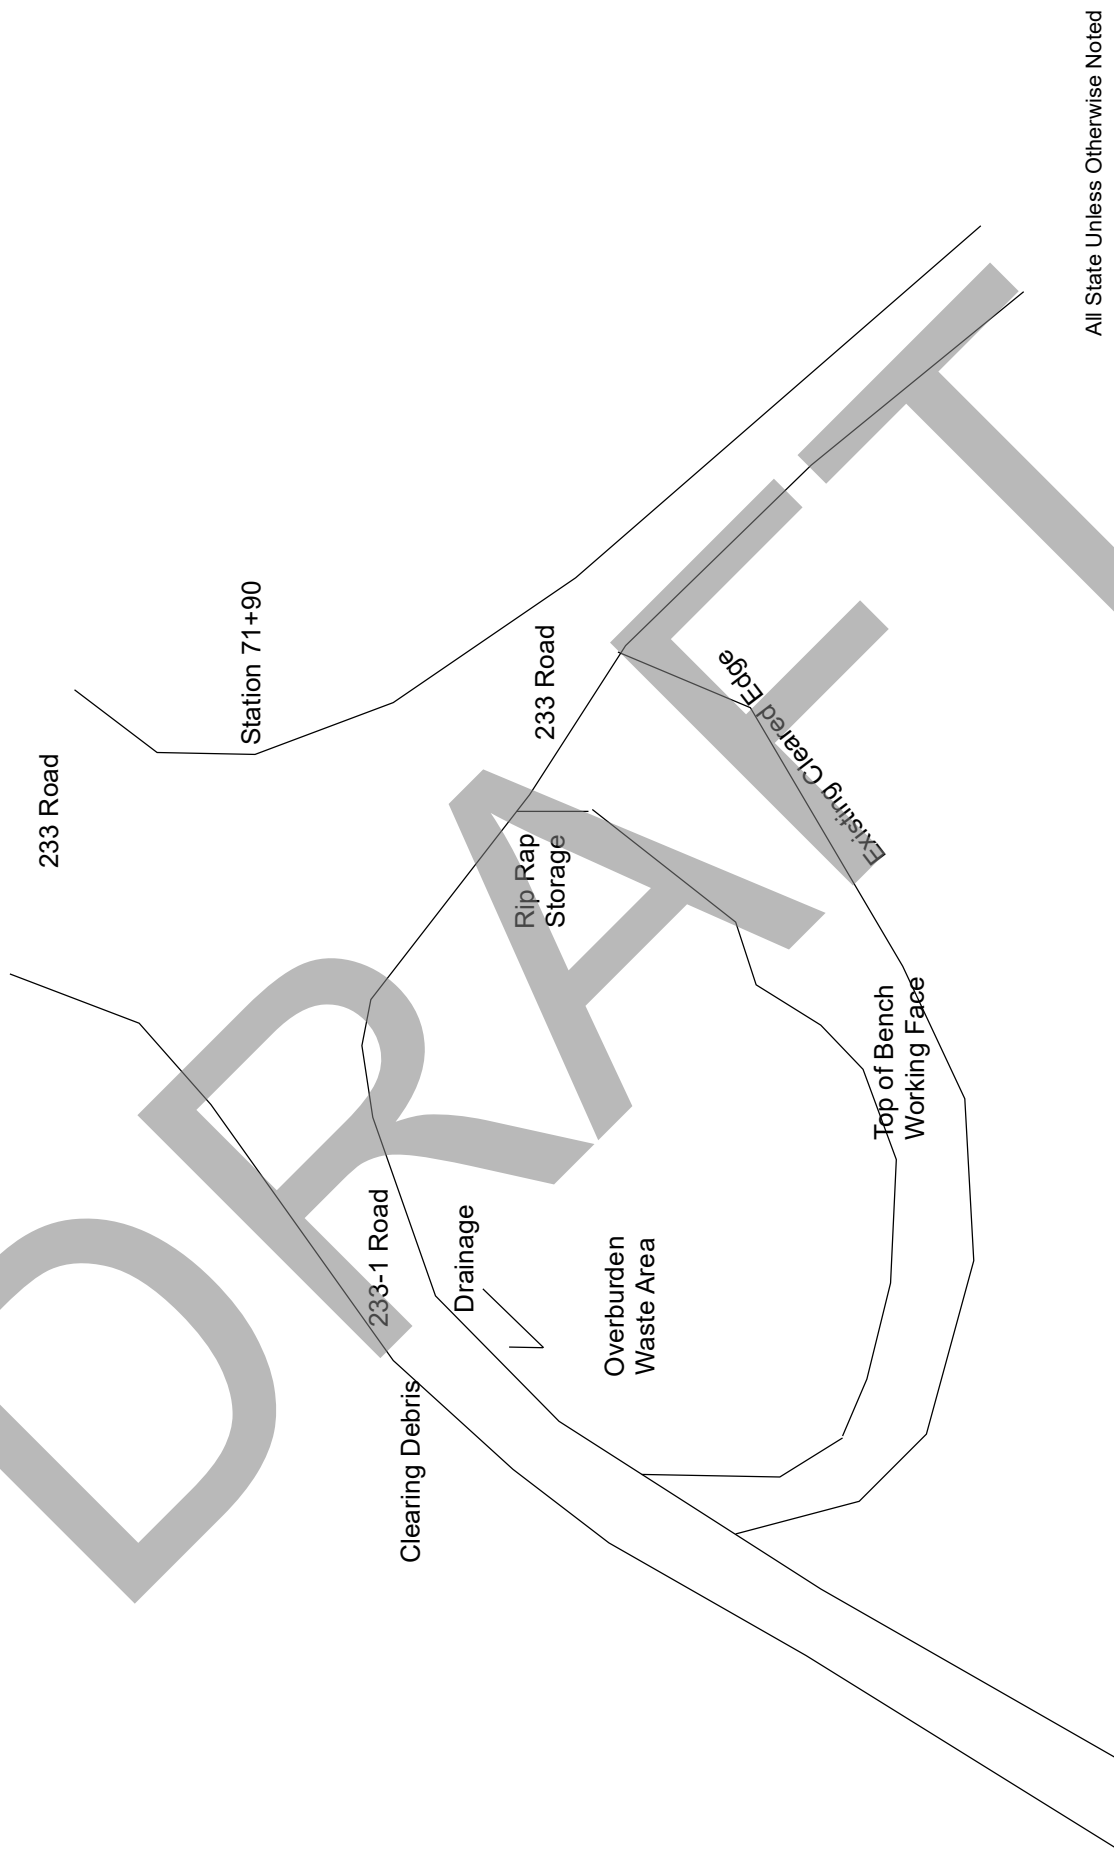 233 Road
Station 71+90
233-1 Road
Clearing Debris
Drainage
Rip Rap
Storage
233 Road
Overburden
Waste Area
Existing Cleared Edge
Top of Bench
Working Face
All State Unless Otherwise Noted
DRAFT